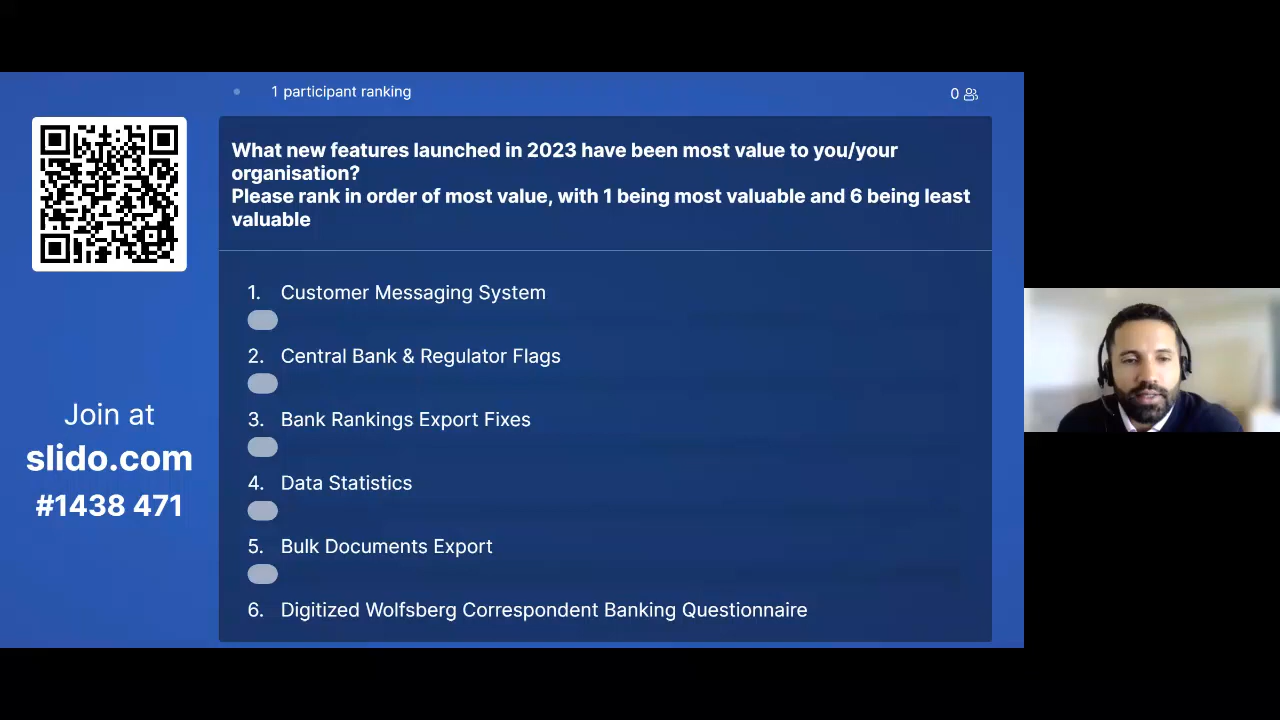 1 participant ranking
0
What new features launched in 2023 have been most value to you/your
organisation?
Please rank in order of most value, with 1 being most valuable and 6 being least
valuable
1. Customer Messaging System
2. Central Bank & Regulator Flags
3. Bank Rankings Export Fixes
4. Data Statistics
5. Bulk Documents Export
6. Digitized Wolfsberg Correspondent Banking Questionnaire
Join at
slido.com
#1438 471